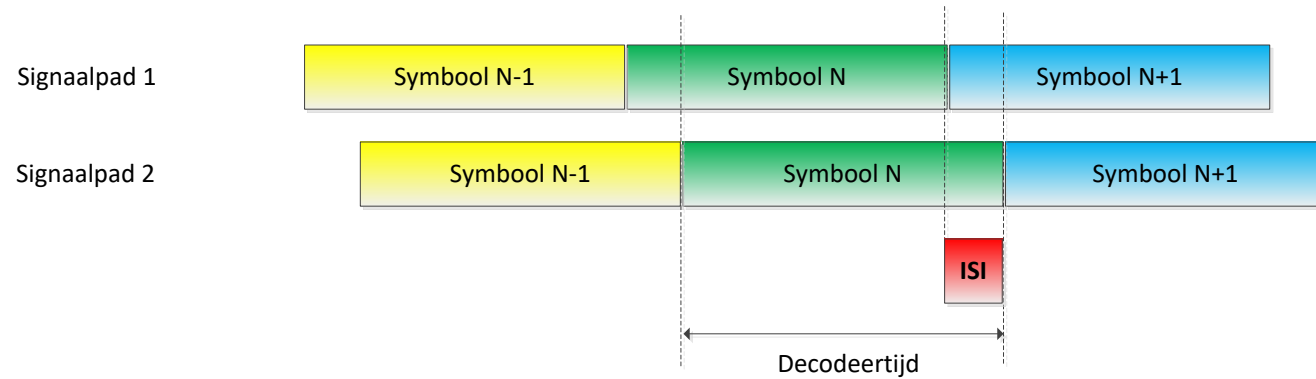 Signaalpad 1
Symbool N-1
Symbool N
Symbool N+1
Signaalpad 2
Symbool N-1
Symbool N
Symbool N+1
ISI
Decodeertijd